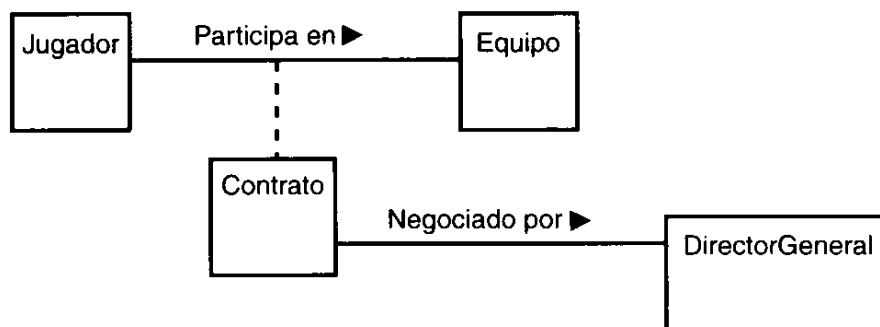 Jugador
Participa en ▶
Equipo
Contrato
Negociado por ▶
DirectorGeneral